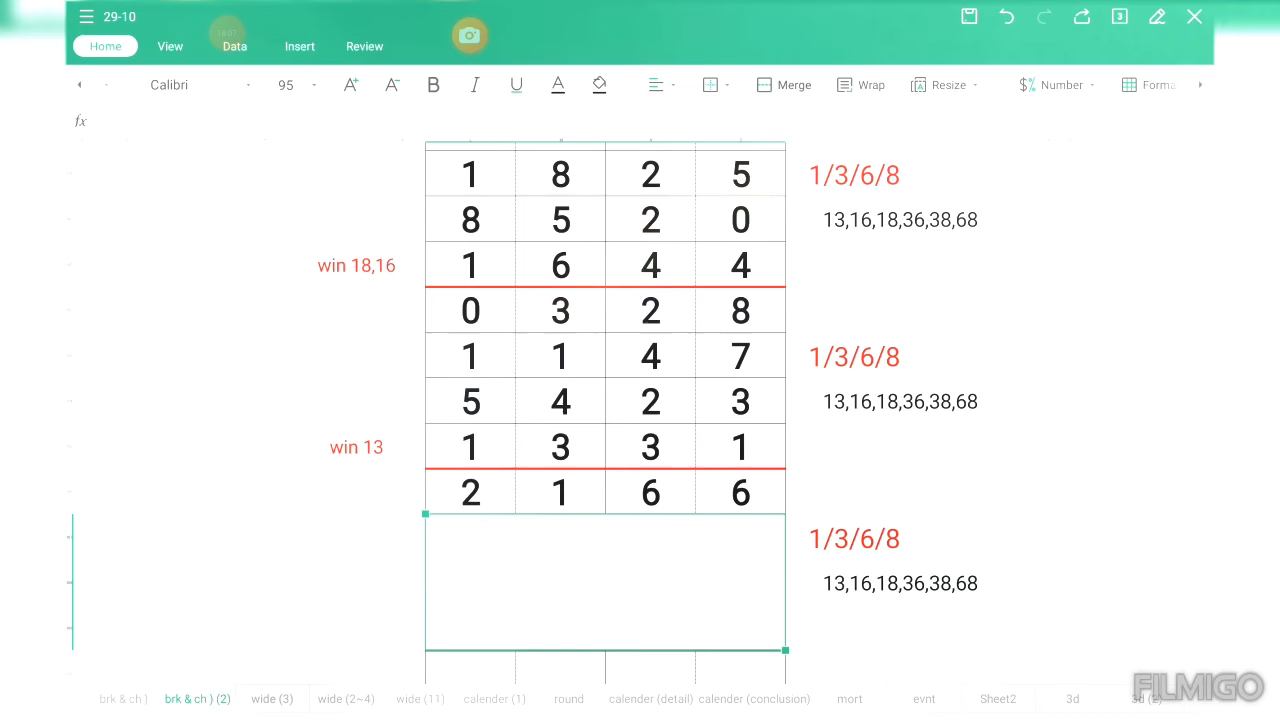 29-10
Home View Data Insert Review
Calibri 95 A+ A- B I U A Merge Wrap Resize Number Forma
fx
1 8 2 5 1/3/6/8
8 5 2 0 13,16,18,36,38,68
win 18,16 1 6 4 4
0 3 2 8
1 1 4 7 1/3/6/8
5 4 2 3 13,16,18,36,38,68
win 13 1 3 3 1
2 1 6 6
1/3/6/8
13,16,18,36,38,68
brk & ch ) brk & ch ) (2) wide (3) wide (2~4) wide (11) calender (1) round calender (detail) calender (conclusion) mort evnt Sheet2 3d 3d (2)
FILMIGO